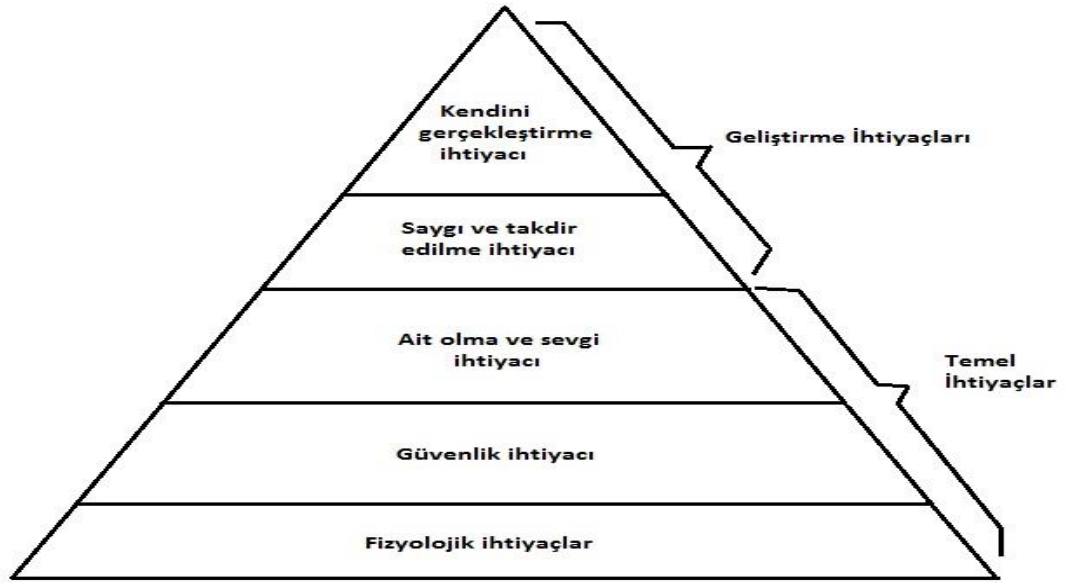 Kendini
gerçekleştirme
ihtiyacı
Geliştirme İhtiyaçları
Saygı ve takdir
edilme ihtiyacı
Ait olma ve sevgi
ihtiyacı
Temel
İhtiyaçlar
Güvenlik ihtiyacı
Fizyolojik ihtiyaçlar